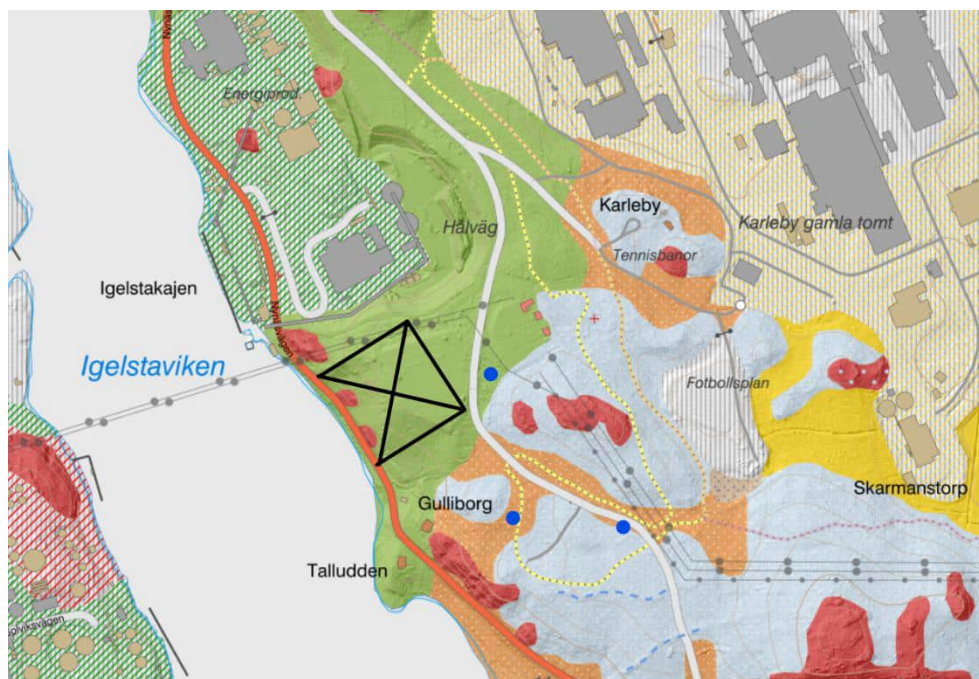 Energiprod.
Karleby
Hålväg
Karleby gamla tomt
Tennisbanor
Igelstakajen
Igelstaviken
Fotbollsplan
Skarmanstorp
Gulliborg
Talludden